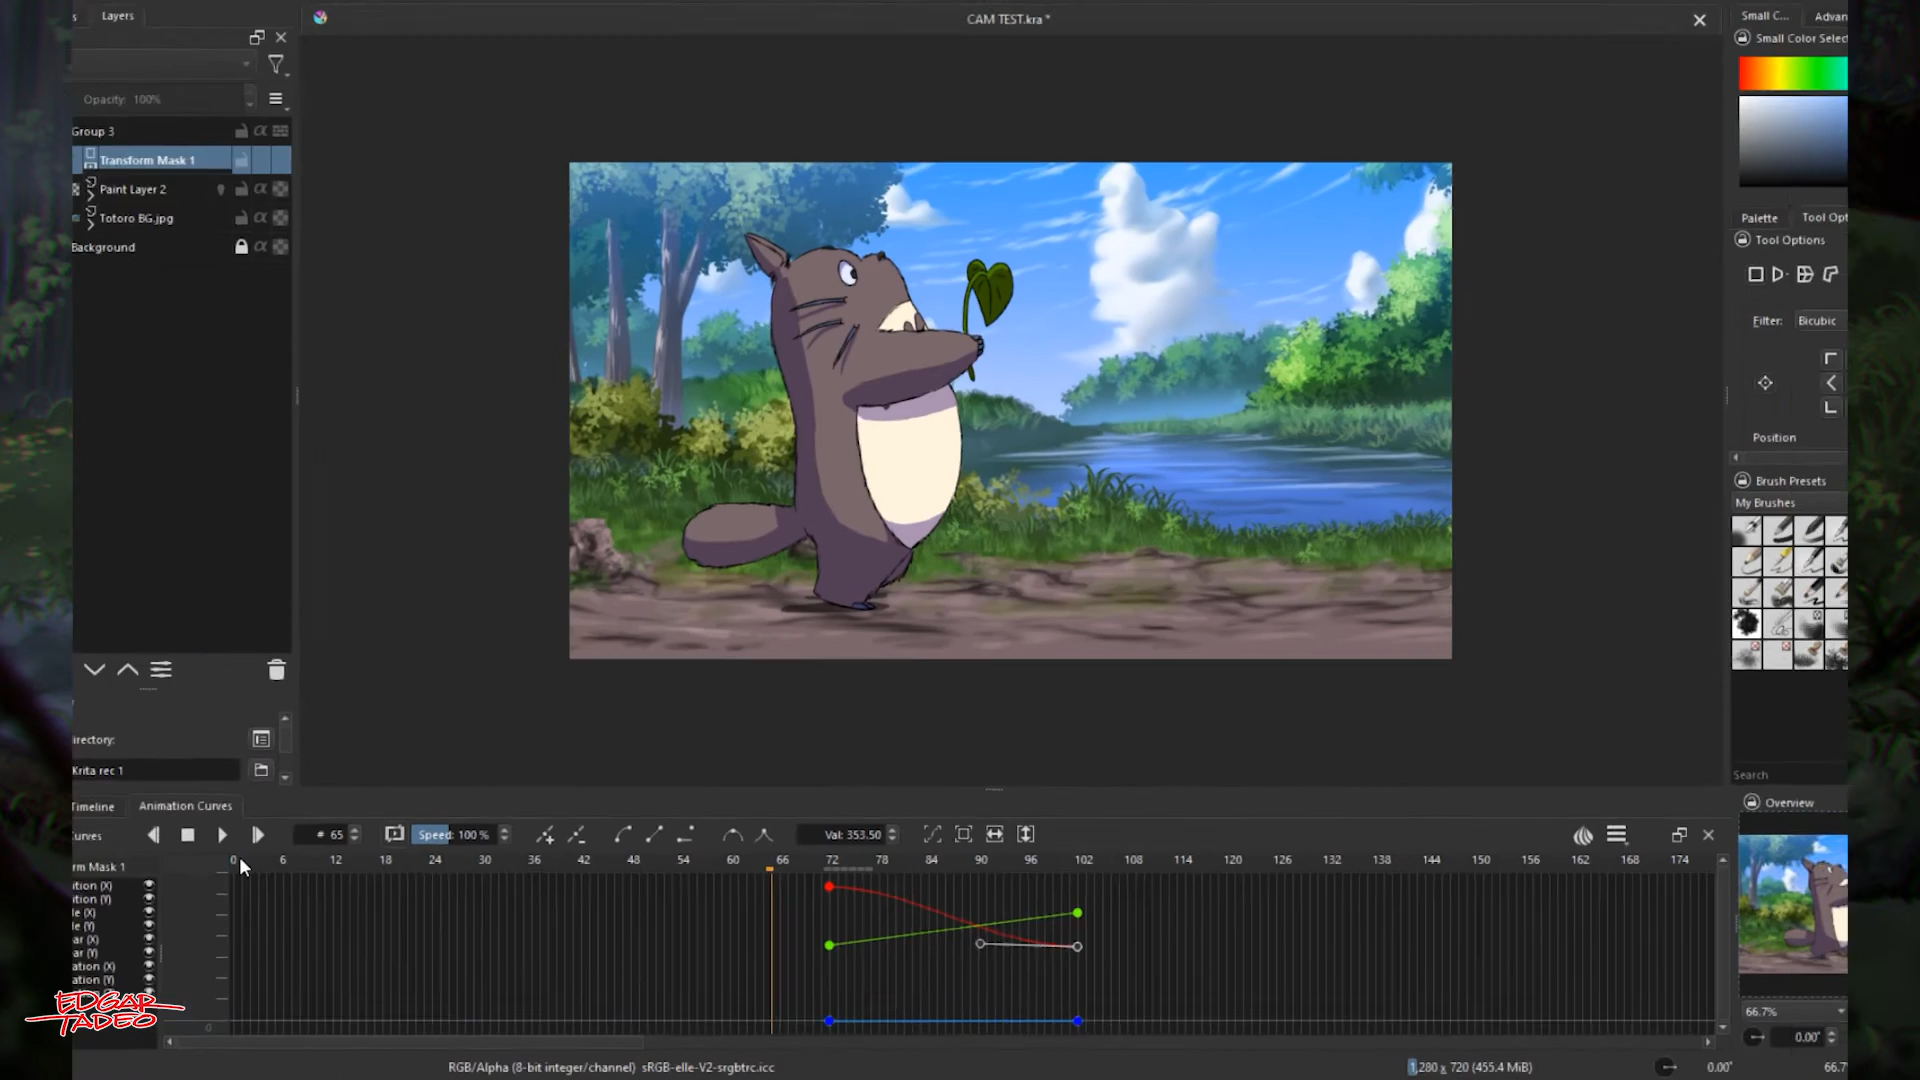 Layers
CAM TEST.kra *
Small C...
Advan
Small Color Selec
Opacity: 100%
Group 3
Transform Mask 1
Paint Layer 2
Totoro BG.jpg
Background
Palette
Tool Opt
Tool Options
Filter:
Bicubic
Position
Brush Presets
My Brushes
irectory:
Krita rec 1
Search
Timeline
Animation Curves
Overview
urves
# 65
Speed: 100 %
Val: 353.50
0 6 12 18 24 30 36 42 48 54 60 66 72 78 84 90 96 102 108 114 120 126 132 138 144 150 156 162 168 174
rm Mask 1
ition (X)
ition (Y)
le (X)
le (Y)
ar (X)
ar (Y)
ation (X)
ation (Y)
0
EDGAR
TADEO
66.7%
0.00°
RGB/Alpha (8-bit integer/channel) sRGB-elle-V2-srgbtrc.icc
1,280 x 720 (455.4 MiB)
0.00°
66.7